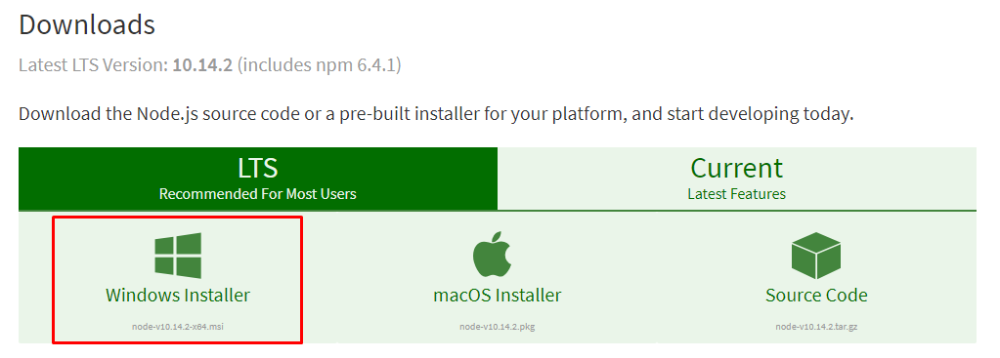 Downloads
Latest LTS Version: 10.14.2 (includes npm 6.4.1)
Download the Node.js source code or a pre-built installer for your platform, and start developing today.
LTS
Recommended For Most Users
Current
Latest Features
Windows Installer
node-v10.14.2-x64.msi
macOS Installer
node-v10.14.2.pkg
Source Code
node-v10.14.2.tar.gz